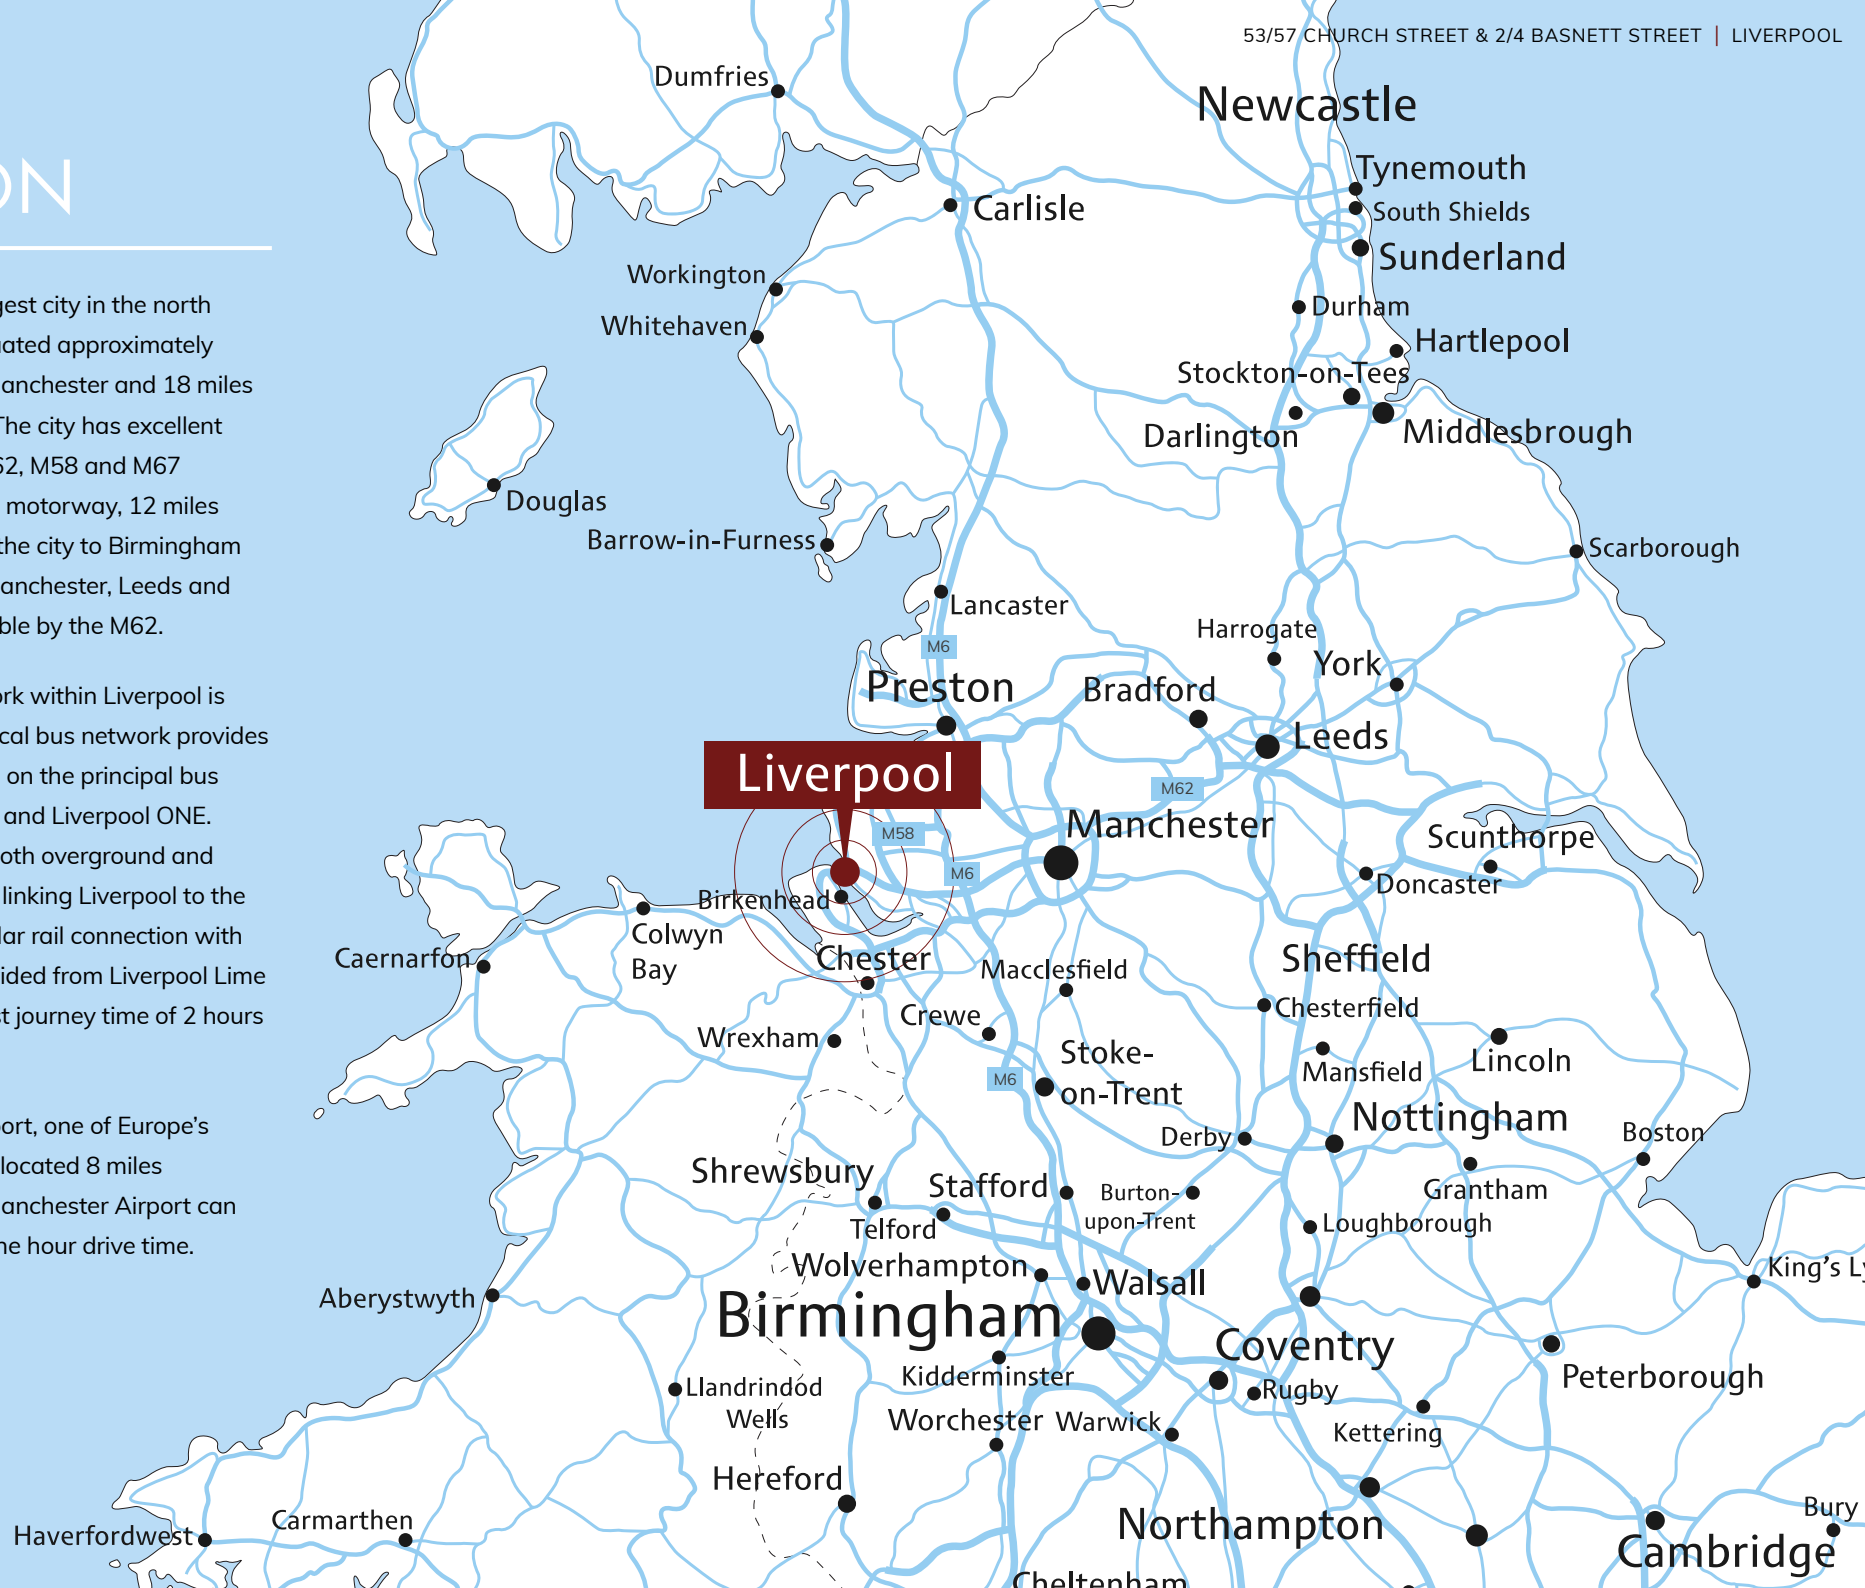 53/57 CHURCH STREET & 2/4 BASNETT STREET | LIVERPOOL
ON
gest city in the north
ated approximately
anchester and 18 miles
The city has excellent
62, M58 and M67
motorway, 12 miles
the city to Birmingham
anchester, Leeds and
ble by the M62.
ork within Liverpool is
cal bus network provides
on the principal bus
and Liverpool ONE.
oth overground and
linking Liverpool to the
lar rail connection with
ided from Liverpool Lime
st journey time of 2 hours
ort, one of Europe's
located 8 miles
anchester Airport can
ne hour drive time.
Dumfries
Newcastle
Tynemouth
Carlisle
South Shields
Sunderland
Workington
Durham
Whitehaven
Hartlepool
Stockton-on-Tees
Darlington
Middlesbrough
Douglas
Barrow-in-Furness
Scarborough
Lancaster
Harrogate
M6
York
Preston
Bradford
Leeds
Liverpool
M62
Manchester
M58
Scunthorpe
M6
Doncaster
Birkenhead
Colwyn
Bay
Caernarfon
Chester
Sheffield
Macclesfield
Chesterfield
Crewe
Wrexham
Stoke-
on-Trent
Lincoln
Mansfield
M6
Nottingham
Derby
Boston
Shrewsbury
Stafford
Burton-
upon-Trent
Grantham
Telford
Loughborough
Wolverhampton
Walsall
King's Ly
Aberystwyth
Birmingham
Coventry
Kidderminster
Peterborough
Llandrindod
Wells
Rugby
Worchester
Warwick
Kettering
Hereford
Bury
Carmarthen
Northampton
Haverfordwest
Cambridge
Cheltenham